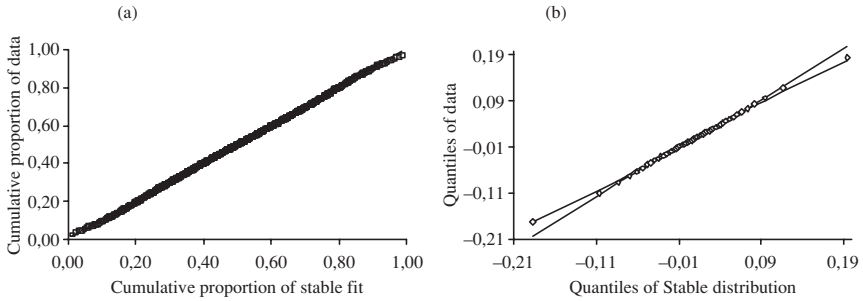 (a)
Cumulative proportion of data
1,00
0,80
0,60
0,40
0,20
0,00
0,00 0,20 0,40 0,60 0,80 1,00
Cumulative proportion of stable fit
(b)
Quantiles of data
0,19
0,09
–0,01
–0,11
–0,21
–0,21 –0,11 –0,01 0,09 0,19
Quantiles of Stable distribution